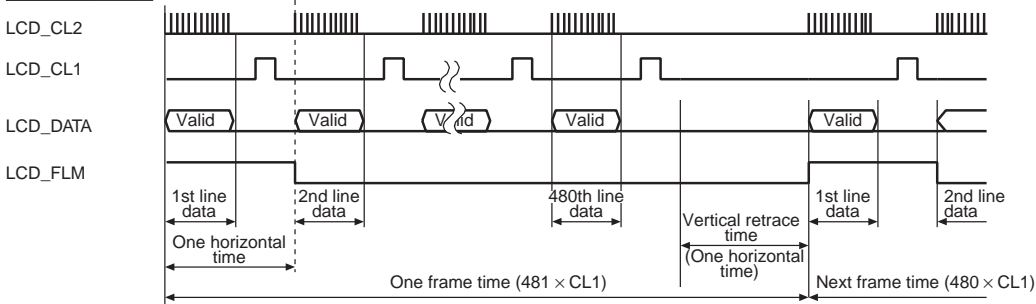 LCD_CL2
LCD_CL1
LCD_DATA
Valid
Valid
Valid
Valid
Valid
LCD_FLM
1st line
data
2nd line
data
480th line
data
1st line
data
2nd line
data
One horizontal
time
Vertical retrace
time
(One horizontal
time)
One frame time (481 × CL1)
Next frame time (480 × CL1)